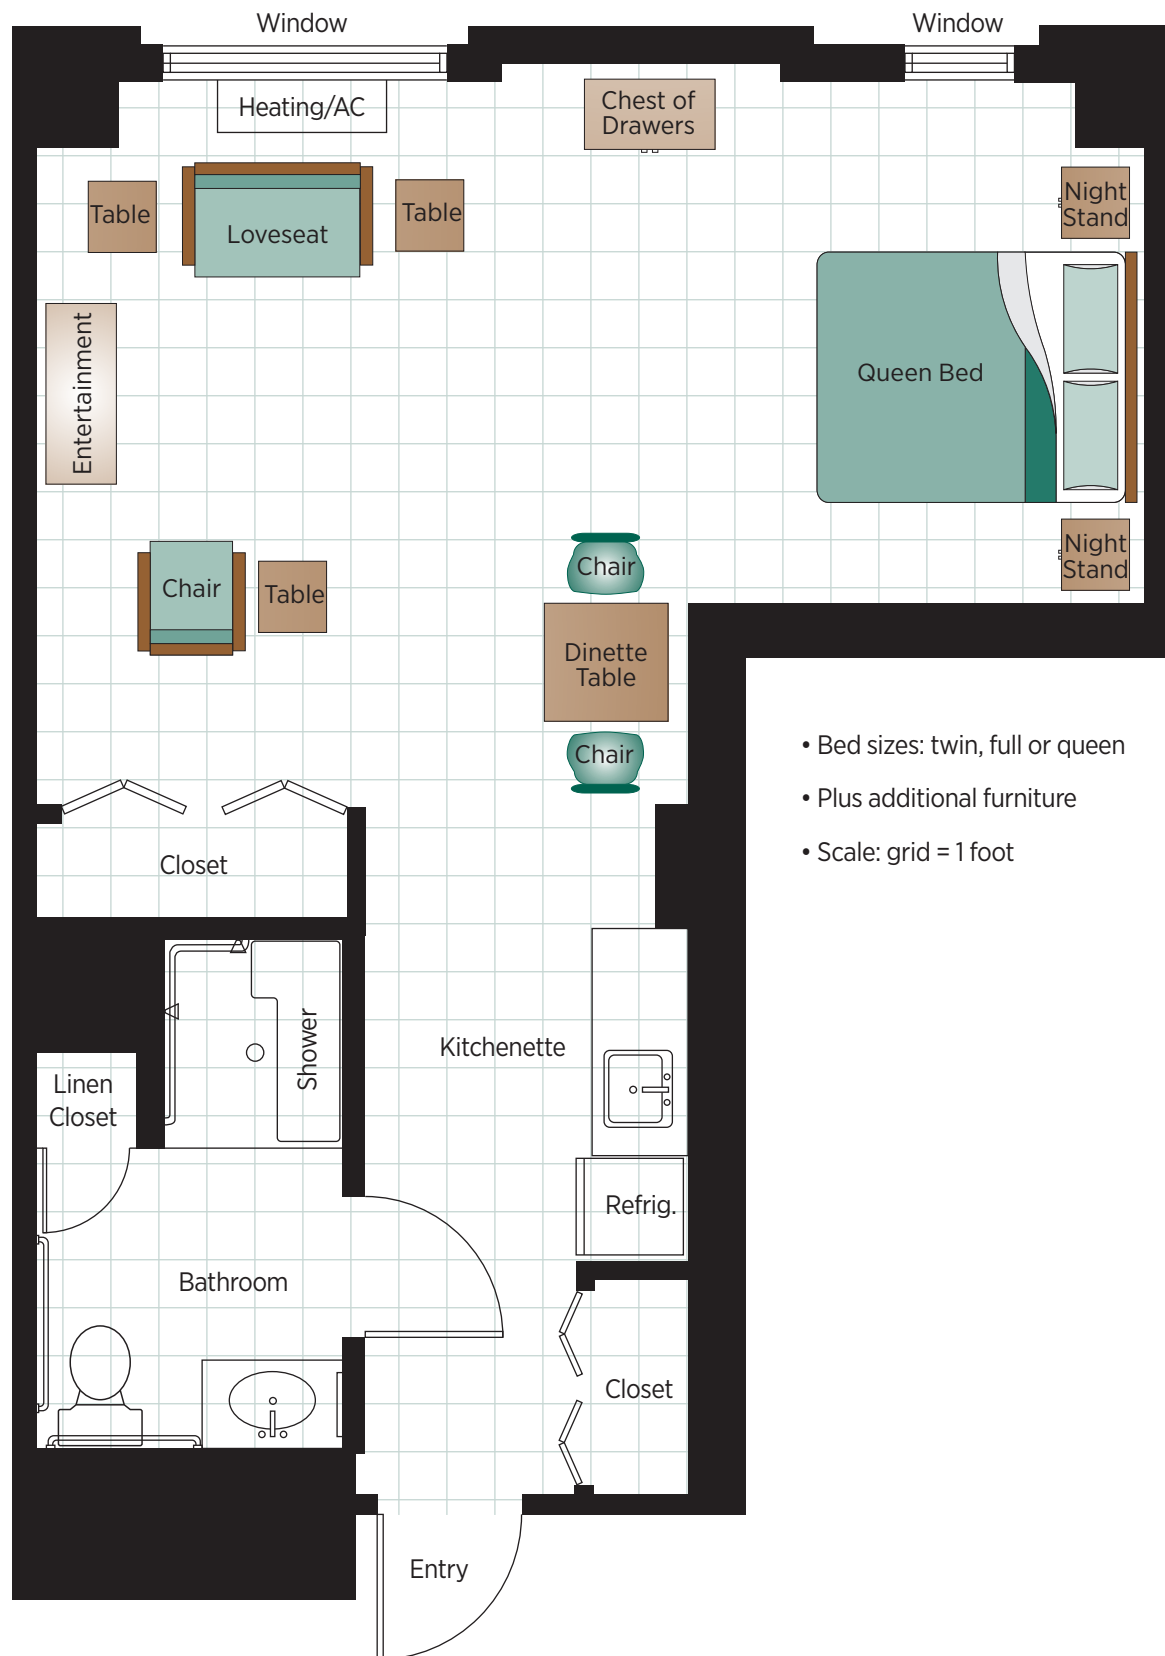 Window
Window
Heating/AC
Chest of
Drawers
Table
Loveseat
Table
Night
Stand
Entertainment
Queen Bed
Night
Stand
Chair
Table
Chair
Dinette
Table
Chair
• Bed sizes: twin, full or queen
• Plus additional furniture
• Scale: grid = 1 foot
Closet
Shower
Kitchenette
Linen
Closet
Refrig.
Bathroom
Closet
Entry